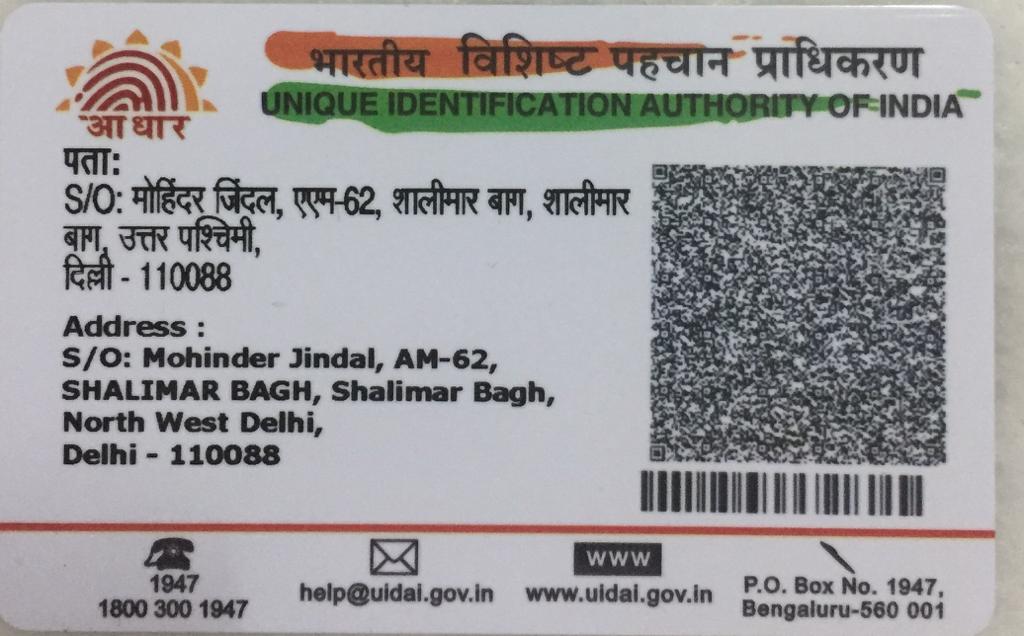 भारतीय विशिष्ट पहचान प्राधिकरण
UNIQUE IDENTIFICATION AUTHORITY OF INDIA
आधार
पता:
S/O: मोहिंदर जिंदल, एएम-62, शालीमार बाग, शालीमार
बाग, उत्तर पश्चिमी,
दिल्ली - 110088
Address :
S/O: Mohinder Jindal, AM-62,
SHALIMAR BAGH, Shalimar Bagh,
North West Delhi,
Delhi - 110088
1947
1800 300 1947
help@uidai.gov.in
www
www.uidai.gov.in
P.O. Box No. 1947,
Bengaluru-560 001